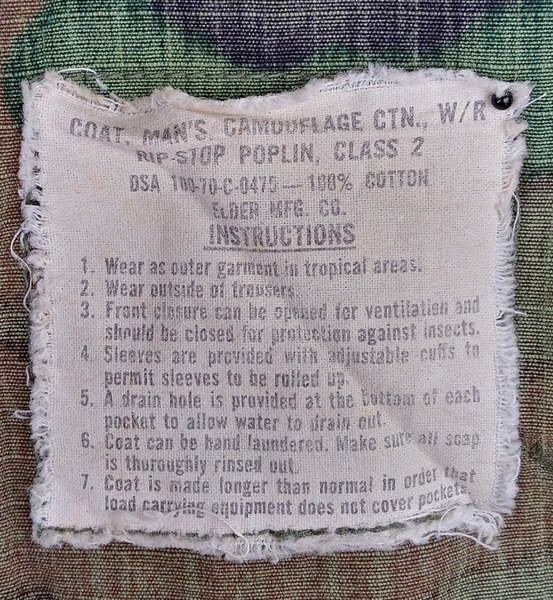 COAT, MAN'S, CAMOUFLAGE CTN., W/R
RIP-STOP POPLIN, CLASS 2
DSA 100-70-C-0475 — 100% COTTON
ELDER MFG. CO.
INSTRUCTIONS
1. Wear as outer garment in tropical areas.
2. Wear outside of trousers.
3. Front closure can be opened for ventilation and
should be closed for protection against insects.
4. Sleeves are provided with adjustable cuffs to
permit sleeves to be rolled up.
5. A drain hole is provided at the bottom of each
pocket to allow water to drain out.
6. Coat can be hand laundered. Make sure all soap
is thoroughly rinsed out.
7. Coat is made longer than normal in order that
load carrying equipment does not cover pockets.